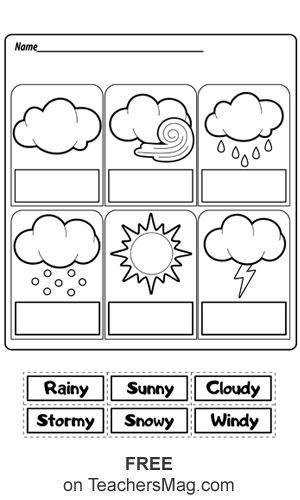 Name
Rainy Sunny Cloudy
Stormy Snowy Windy
FREE
on TeachersMag.com